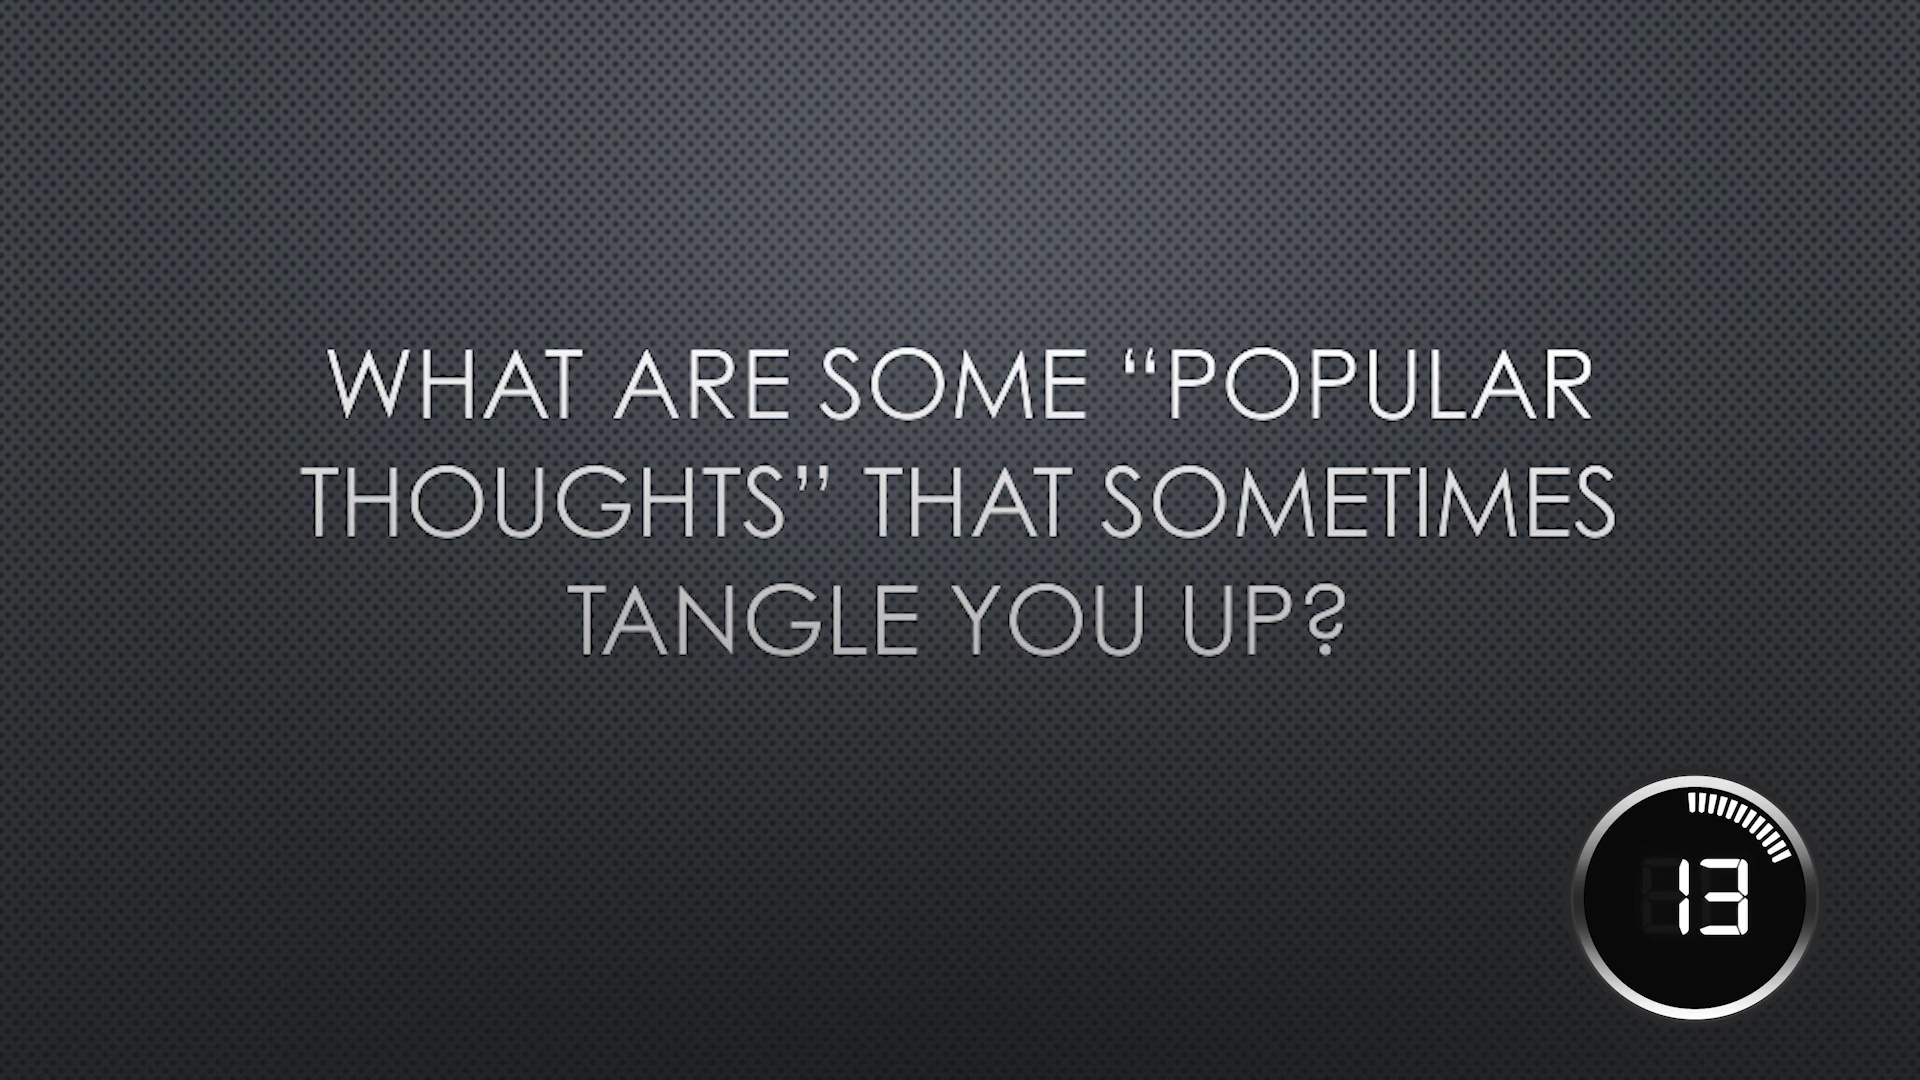 WHAT ARE SOME “POPULAR
THOUGHTS” THAT SOMETIMES
TANGLE YOU UP?
13